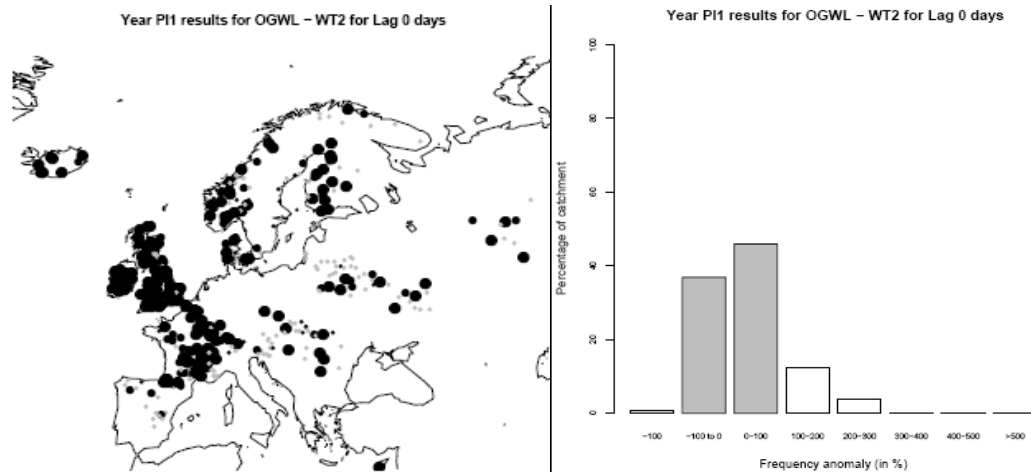 Year PI1 results for OGWL − WT2 for Lag 0 days
Year PI1 results for OGWL − WT2 for Lag 0 days
Percentage of catchment
100
80
60
40
20
0
−100
−100 to 0
0−100
100−200
200−300
300−400
400−500
>500
Frequency anomaly (in %)